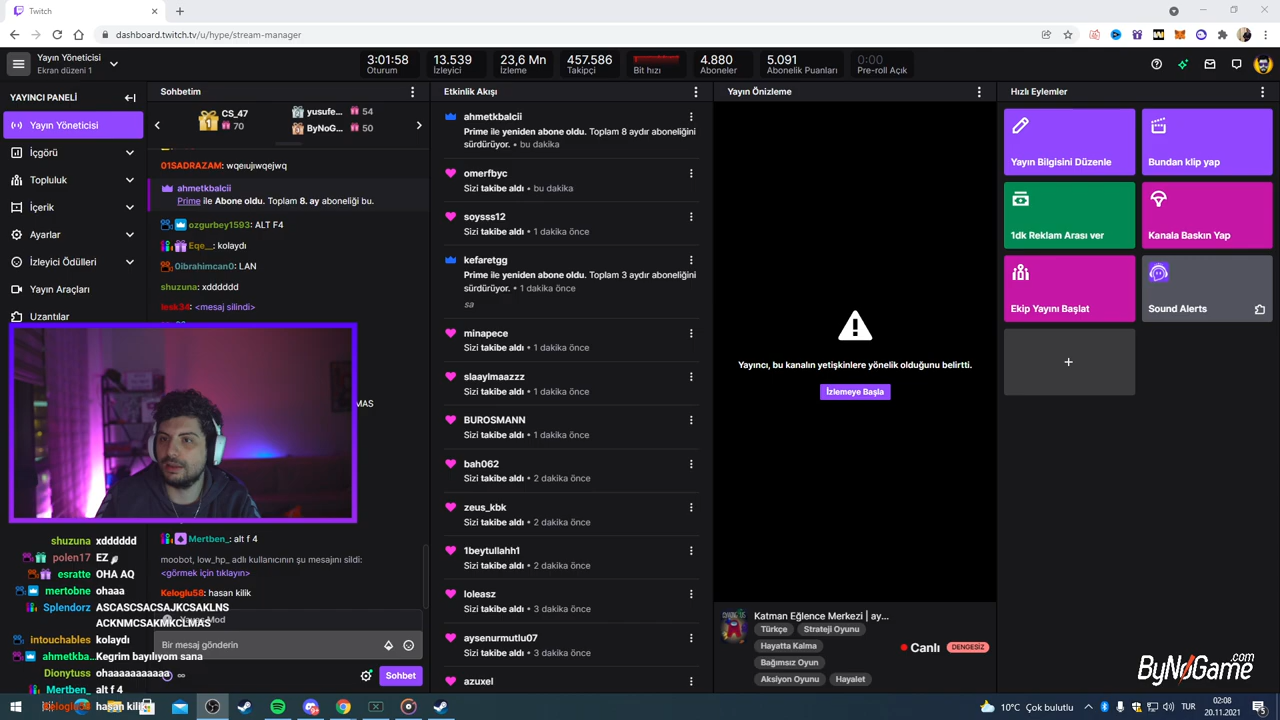 Twitch
dashboard.twitch.tv/u/hype/stream-manager
Yayın Yöneticisi
Ekran düzeni 1
3:01:58
Oturum
13.539
İzleyici
23,6 Mn
İzleme
457.586
Takipçi
Bit hızı
4.880
Aboneler
5.091
Abonelik Puanları
0:00
Pre-roll Açık
YAYINCI PANELİ
Yayın Yöneticisi
İçgörü
Topluluk
İçerik
Ayarlar
İzleyici Ödülleri
Yayın Araçları
Uzantılar
Sohbetim
CS_47
70
yusufe... 54
ByNoG... 50
01SADRAZAM: wqeıujıwqejwq
ahmetkbalcii
Prime ile Abone oldu. Toplam 8. ay aboneliği bu.
ozgurbey1593: ALT F4
Eqe__: kolaydı
0ibrahimcan0: LAN
shuzuna: xdddddd
lesk34: <mesaj silindi>
MAS
Mertben_: alt f 4
moobot, low_hp_ adlı kullanıcının şu mesajını sildi:
<görmek için tıklayın>
Keloglu58: hasan kilik
Bir mesaj gönderin
Sohbet
shuzuna xdddddd
polen17 EZ
esratte OHA AQ
mertobne ohaaa
Splendorz ASCASCSACSAJKCSAKLNS
ACKNMCSAMKCLMAS
intouchables kolaydı
ahmetkba... Kegrim bayılıyom sana
Dionytuss ohaaaaaaaaaaa
Mertben_ alt f 4
Keloglu58 hasan kilik
Etkinlik Akışı
ahmetkbalcii
Prime ile yeniden abone oldu. Toplam 8 aydır aboneliğini
sürdürüyor. • bu dakika
omerfbyc
Sizi takibe aldı • bu dakika
soysss12
Sizi takibe aldı • 1 dakika önce
kefaretgg
Prime ile yeniden abone oldu. Toplam 3 aydır aboneliğini
sürdürüyor. • 1 dakika önce
sa
minapece
Sizi takibe aldı • 1 dakika önce
slaaylmaazzz
Sizi takibe aldı • 1 dakika önce
BUROSMANN
Sizi takibe aldı • 1 dakika önce
bah062
Sizi takibe aldı • 2 dakika önce
zeus_kbk
Sizi takibe aldı • 2 dakika önce
1beytullahh1
Sizi takibe aldı • 2 dakika önce
loleasz
Sizi takibe aldı • 3 dakika önce
aysenurmutlu07
Sizi takibe aldı • 3 dakika önce
azuxel
Yayın Önizleme
Yayıncı, bu kanalın yetişkinlere yönelik olduğunu belirtti.
İzlemeye Başla
Katman Eğlence Merkezi | ay...
Türkçe Strateji Oyunu
Hayatta Kalma
Bağımsız Oyun
Aksiyon Oyunu Hayalet
Canlı DENGESİZ
Hızlı Eylemler
Yayın Bilgisini Düzenle
Bundan klip yap
1dk Reklam Arası ver
Kanala Baskın Yap
Ekip Yayını Başlat
Sound Alerts
ByNoGame.com
10°C Çok bulutlu
TUR
02:08
20.11.2021
5